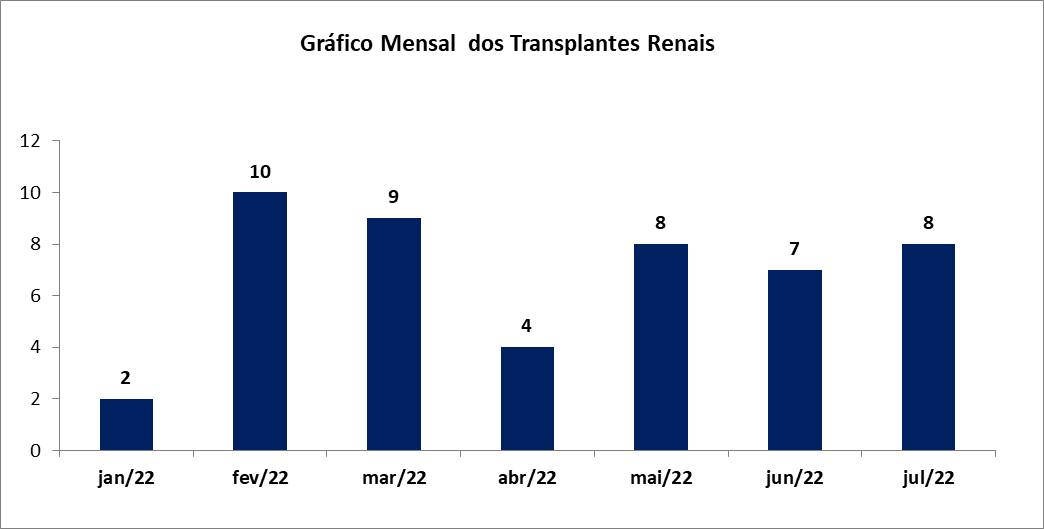 Gráfico Mensal  dos Transplantes Renais
12
10
8
6
4
2
0
2
10
9
4
8
7
8
jan/22
fev/22
mar/22
abr/22
mai/22
jun/22
jul/22